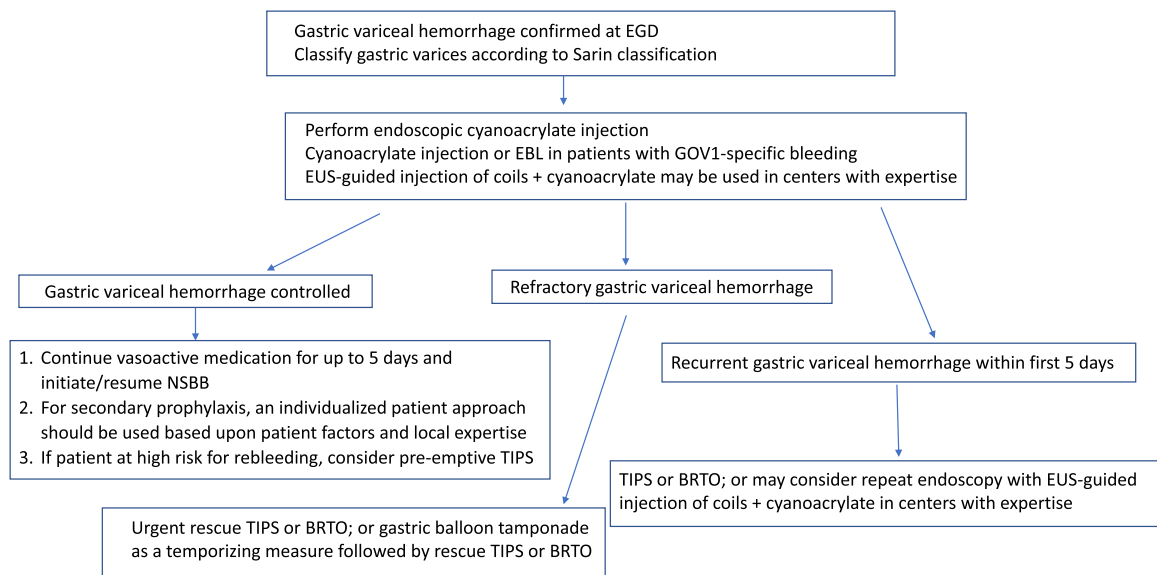 Gastric variceal hemorrhage confirmed at EGD
Classify gastric varices according to Sarin classification
Perform endoscopic cyanoacrylate injection
Cyanoacrylate injection or EBL in patients with GOV1-specific bleeding
EUS-guided injection of coils + cyanoacrylate may be used in centers with expertise
Gastric variceal hemorrhage controlled
1. Continue vasoactive medication for up to 5 days and
initiate/resume NSBB
2. For secondary prophylaxis, an individualized patient approach
should be used based upon patient factors and local expertise
3. If patient at high risk for rebleeding, consider pre-emptive TIPS
Refractory gastric variceal hemorrhage
Urgent rescue TIPS or BRTO; or gastric balloon tamponade
as a temporizing measure followed by rescue TIPS or BRTO
Recurrent gastric variceal hemorrhage within first 5 days
TIPS or BRTO; or may consider repeat endoscopy with EUS-guided
injection of coils + cyanoacrylate in centers with expertise